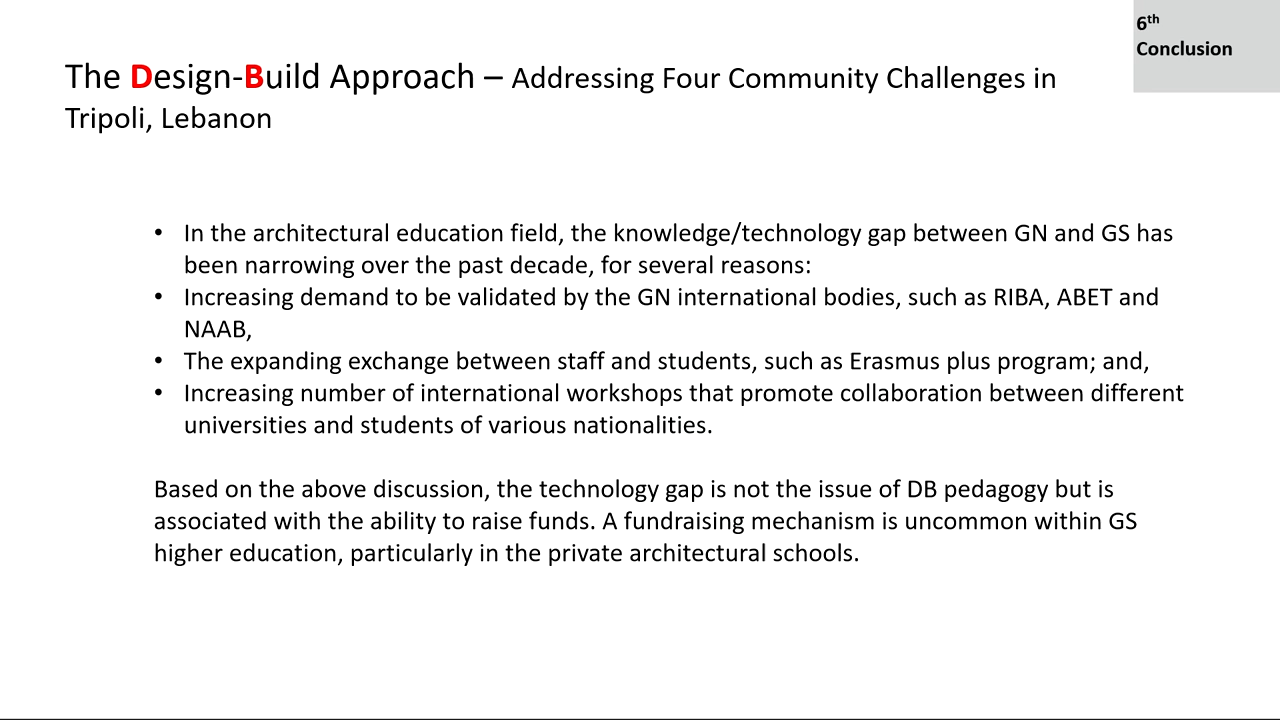 6th
Conclusion
The Design-Build Approach – Addressing Four Community Challenges in
Tripoli, Lebanon
• In the architectural education field, the knowledge/technology gap between GN and GS has
been narrowing over the past decade, for several reasons:
• Increasing demand to be validated by the GN international bodies, such as RIBA, ABET and
NAAB,
• The expanding exchange between staff and students, such as Erasmus plus program; and,
• Increasing number of international workshops that promote collaboration between different
universities and students of various nationalities.
Based on the above discussion, the technology gap is not the issue of DB pedagogy but is
associated with the ability to raise funds. A fundraising mechanism is uncommon within GS
higher education, particularly in the private architectural schools.